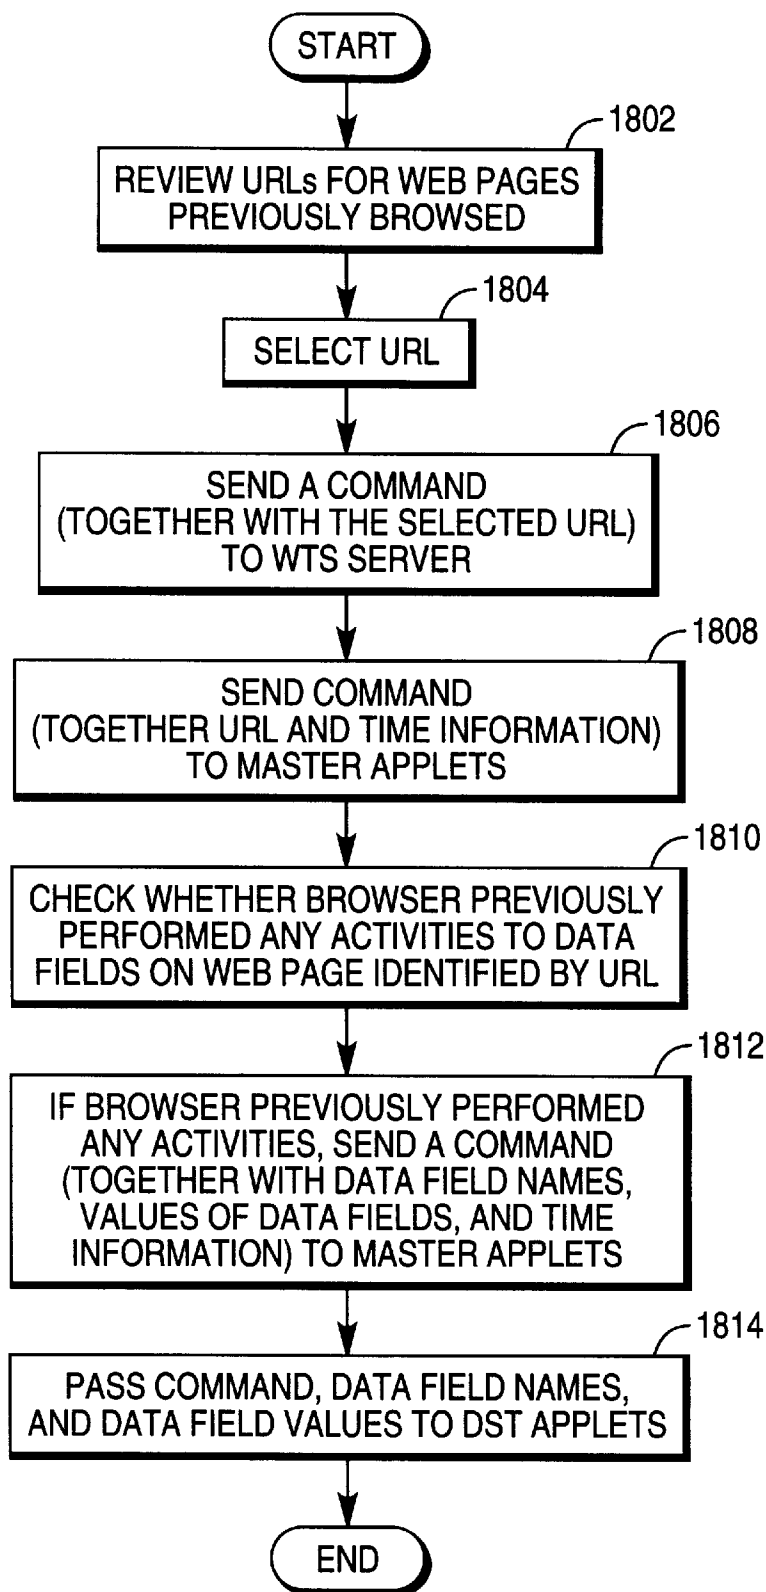 START
1802
REVIEW URLs FOR WEB PAGES
PREVIOUSLY BROWSED
1804
SELECT URL
1806
SEND A COMMAND
(TOGETHER WITH THE SELECTED URL)
TO WTS SERVER
1808
SEND COMMAND
(TOGETHER URL AND TIME INFORMATION)
TO MASTER APPLETS
1810
CHECK WHETHER BROWSER PREVIOUSLY
PERFORMED ANY ACTIVITIES TO DATA
FIELDS ON WEB PAGE IDENTIFIED BY URL
1812
IF BROWSER PREVIOUSLY PERFORMED
ANY ACTIVITIES, SEND A COMMAND
(TOGETHER WITH DATA FIELD NAMES,
VALUES OF DATA FIELDS, AND TIME
INFORMATION) TO MASTER APPLETS
1814
PASS COMMAND, DATA FIELD NAMES,
AND DATA FIELD VALUES TO DST APPLETS
END